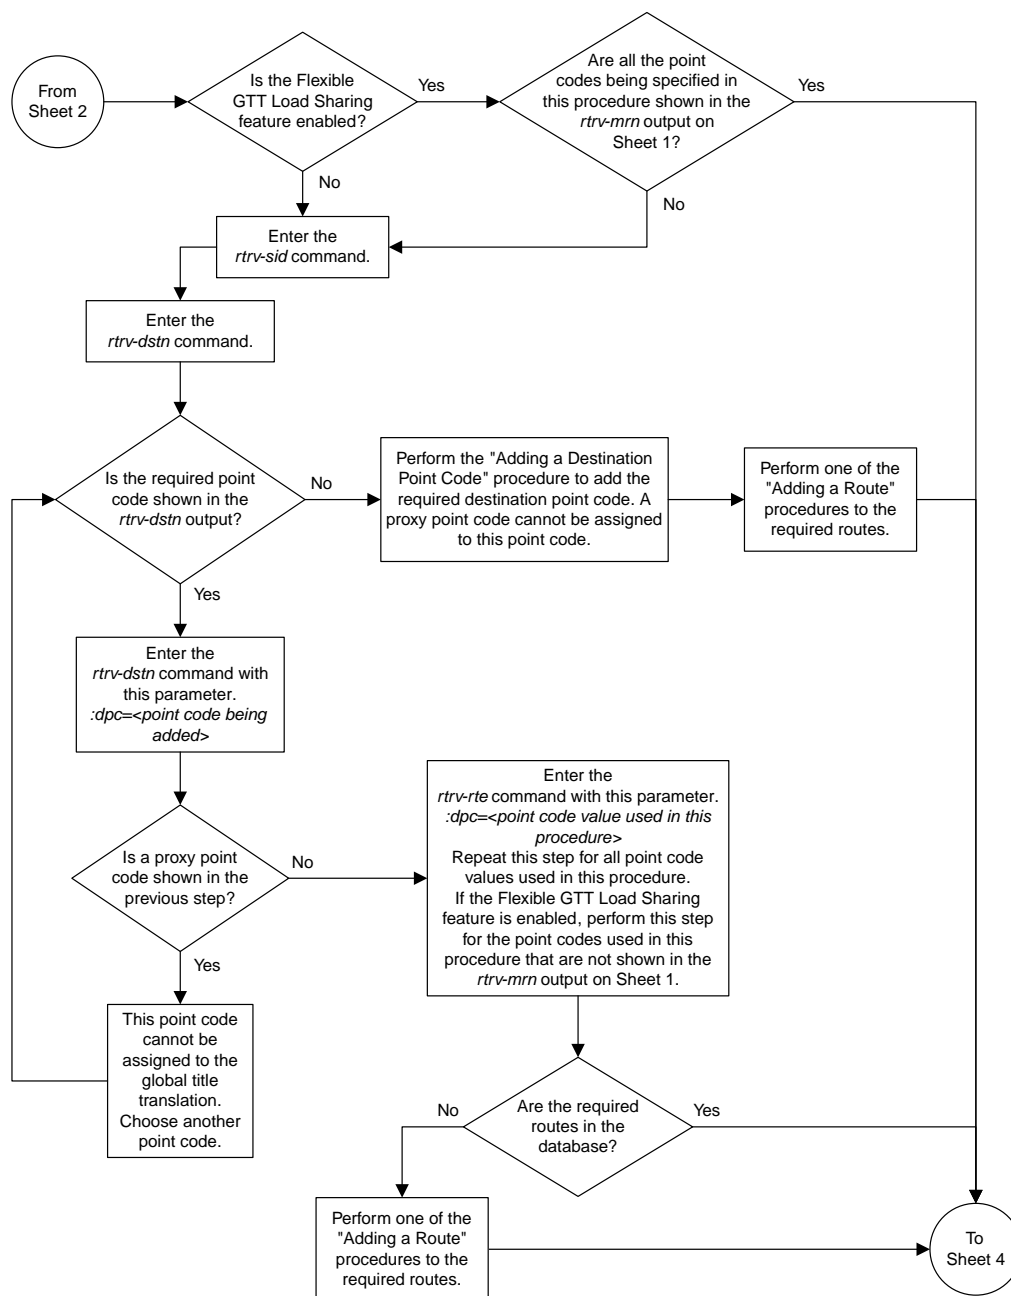 From
Sheet 2
Is the Flexible
GTT Load Sharing
feature enabled?
Yes
No
Are all the point
codes being specified in
this procedure shown in the
rtrv-mrn output on
Sheet 1?
Yes
No
Enter the
rtrv-sid command.
Enter the
rtrv-dstn command.
Is the required point
code shown in the
rtrv-dstn output?
No
Yes
Perform the "Adding a Destination
Point Code" procedure to add the
required destination point code. A
proxy point code cannot be assigned
to this point code.
Perform one of the
"Adding a Route"
procedures to the
required routes.
Enter the
rtrv-dstn command with
this parameter.
:dpc=<point code being
added>
Is a proxy point
code shown in the
previous step?
No
Yes
Enter the
rtrv-rte command with this parameter.
:dpc=<point code value used in this
procedure>
Repeat this step for all point code
values used in this procedure.
If the Flexible GTT Load Sharing
feature is enabled, perform this step
for the point codes used in this
procedure that are not shown in the
rtrv-mrn output on Sheet 1.
This point code
cannot be
assigned to the
global title
translation.
Choose another
point code.
Are the required
routes in the
database?
No
Yes
Perform one of the
"Adding a Route"
procedures to the
required routes.
To
Sheet 4